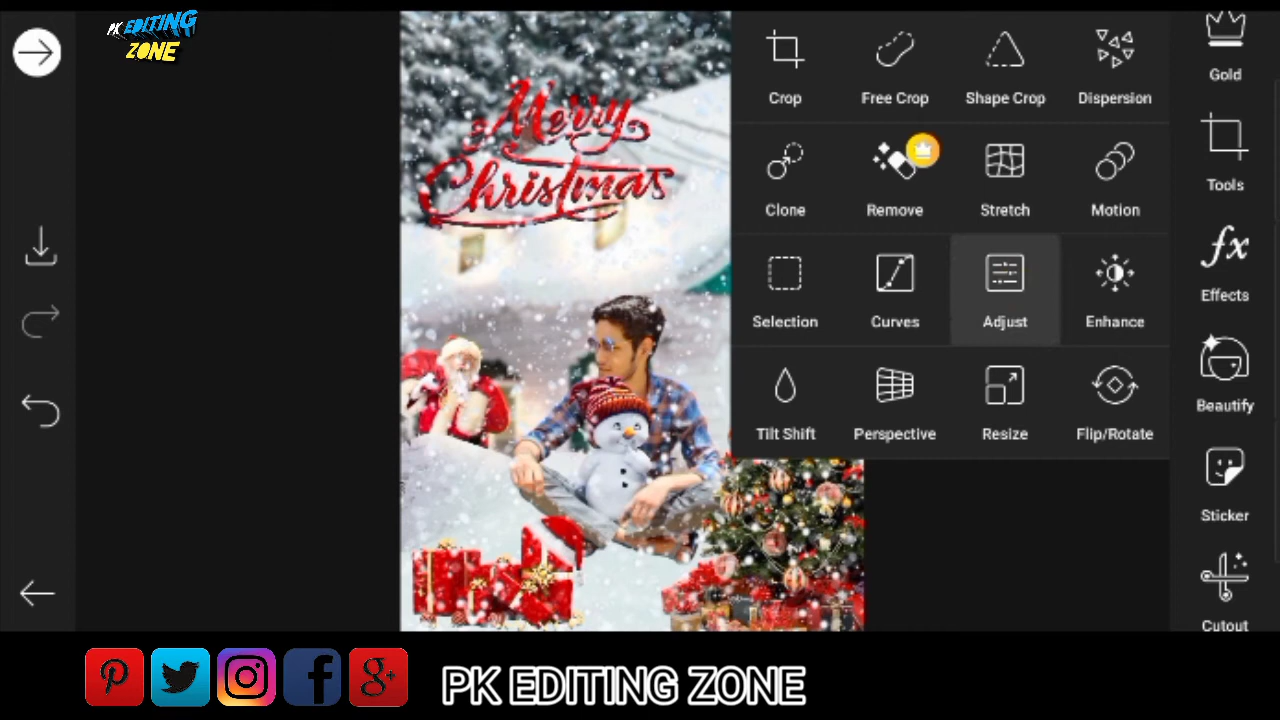 PK EDITING
ZONE
Merry
Christmas
Crop
Free Crop
Shape Crop
Dispersion
Clone
Remove
Stretch
Motion
Selection
Curves
Adjust
Enhance
Tilt Shift
Perspective
Resize
Flip/Rotate
Gold
Tools
fx
Effects
Beautify
Sticker
Cutout
PK EDITING ZONE